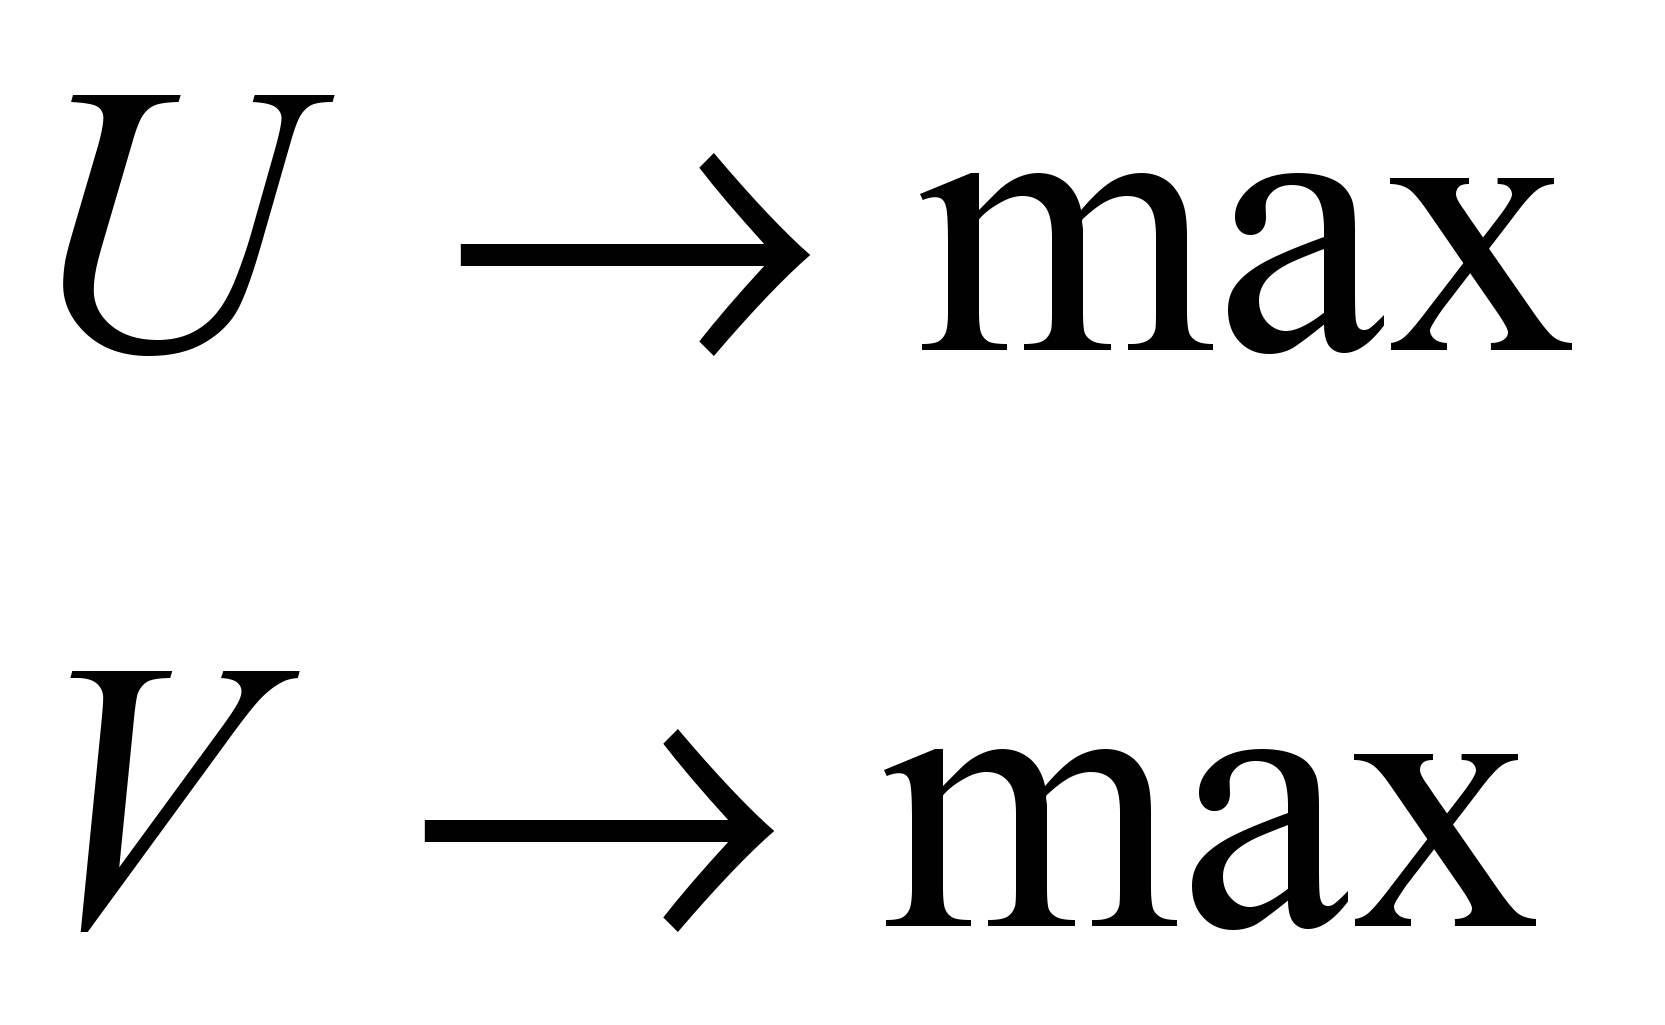 U → max
V → max